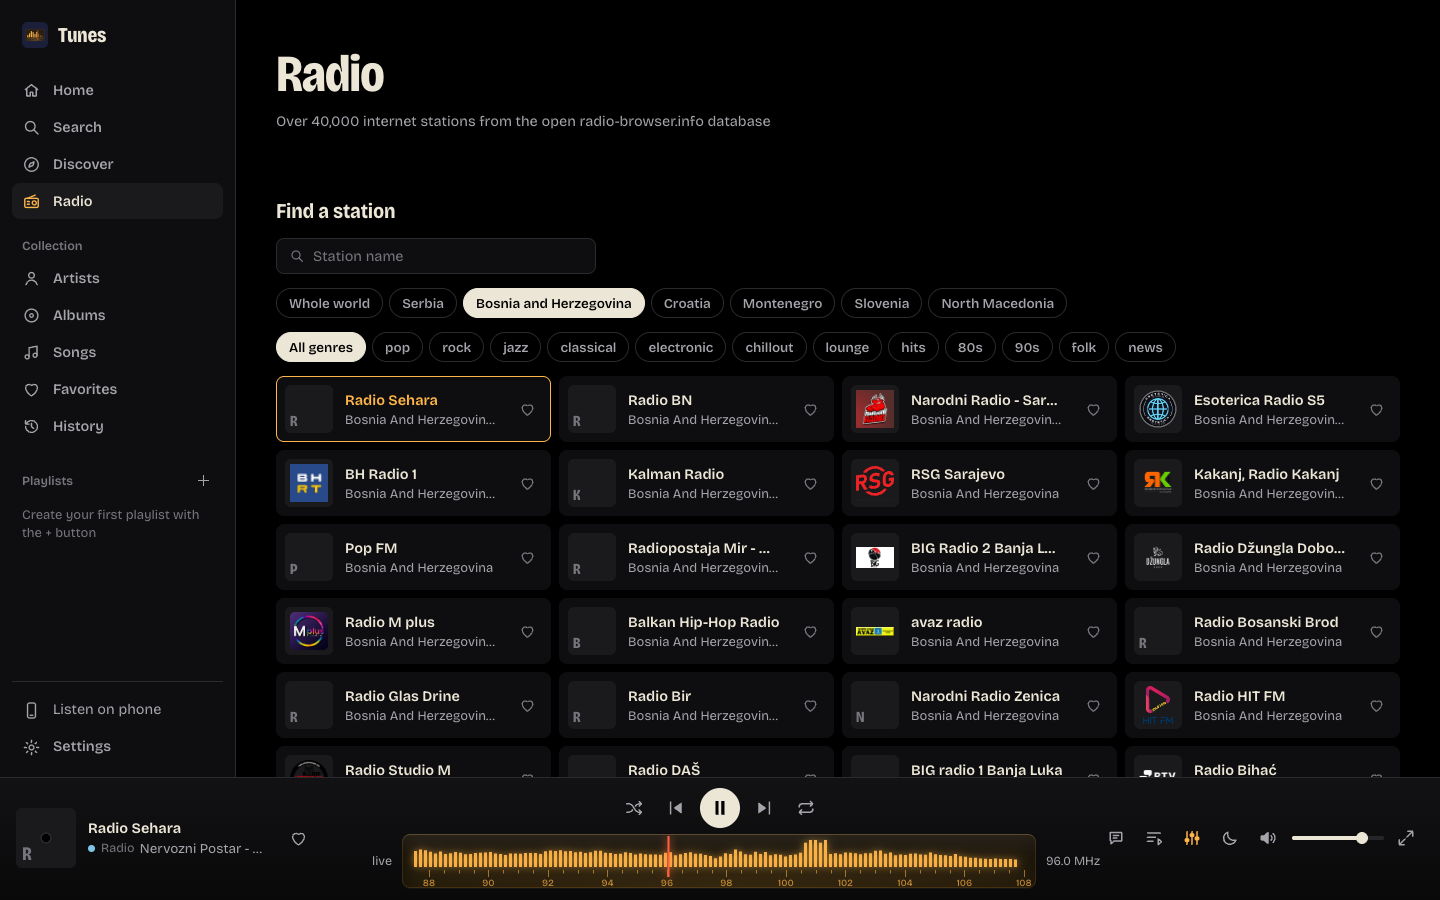 Tunes
Home
Search
Discover
Radio
Collection
Artists
Albums
Songs
Favorites
History
Playlists
Create your first playlist with
the + button
Listen on phone
Settings
Radio
Over 40,000 internet stations from the open radio-browser.info database
Find a station
Station name
Whole world Serbia Bosnia and Herzegovina Croatia Montenegro Slovenia North Macedonia
All genres pop rock jazz classical electronic chillout lounge hits 80s 90s folk news
R Radio Sehara
Bosnia And Herzegovin...
R Radio BN
Bosnia And Herzegovin...
Narodni Radio - Sar...
Bosnia And Herzegovin...
Esoterica Radio S5
Bosnia And Herzegovin...
BH
RT
BH Radio 1
Bosnia And Herzegovin...
K Kalman Radio
Bosnia And Herzegovin...
RSG
RSG Sarajevo
Bosnia And Herzegovina
ЯK
Kakanj, Radio Kakanj
Bosnia And Herzegovin...
P Pop FM
Bosnia And Herzegovina
R Radiopostaja Mir - ...
Bosnia And Herzegovin...
BIG
BIG Radio 2 Banja L...
Bosnia And Herzegovina
DŽUNGLA
Radio Džungla Dobo...
Bosnia And Herzegovina
M plus
Radio M plus
Bosnia And Herzegovin...
B Balkan Hip-Hop Radio
Bosnia And Herzegovin...
AVAZ
avaz radio
Bosnia And Herzegovina
R Radio Bosanski Brod
Bosnia And Herzegovina
R Radio Glas Drine
Bosnia And Herzegovin...
R Radio Bir
Bosnia And Herzegovin...
N Narodni Radio Zenica
Bosnia And Herzegovina
HIT FM
Radio HIT FM
Bosnia And Herzegovina
Radio Studio M
Radio DAŠ
BIG radio 1 Banja Luka
RTV
Radio Bihać
R Radio Sehara
Radio Nervozni Postar - ...
live
88 90 92 94 96 98 100 102 104 106 108
96.0 MHz